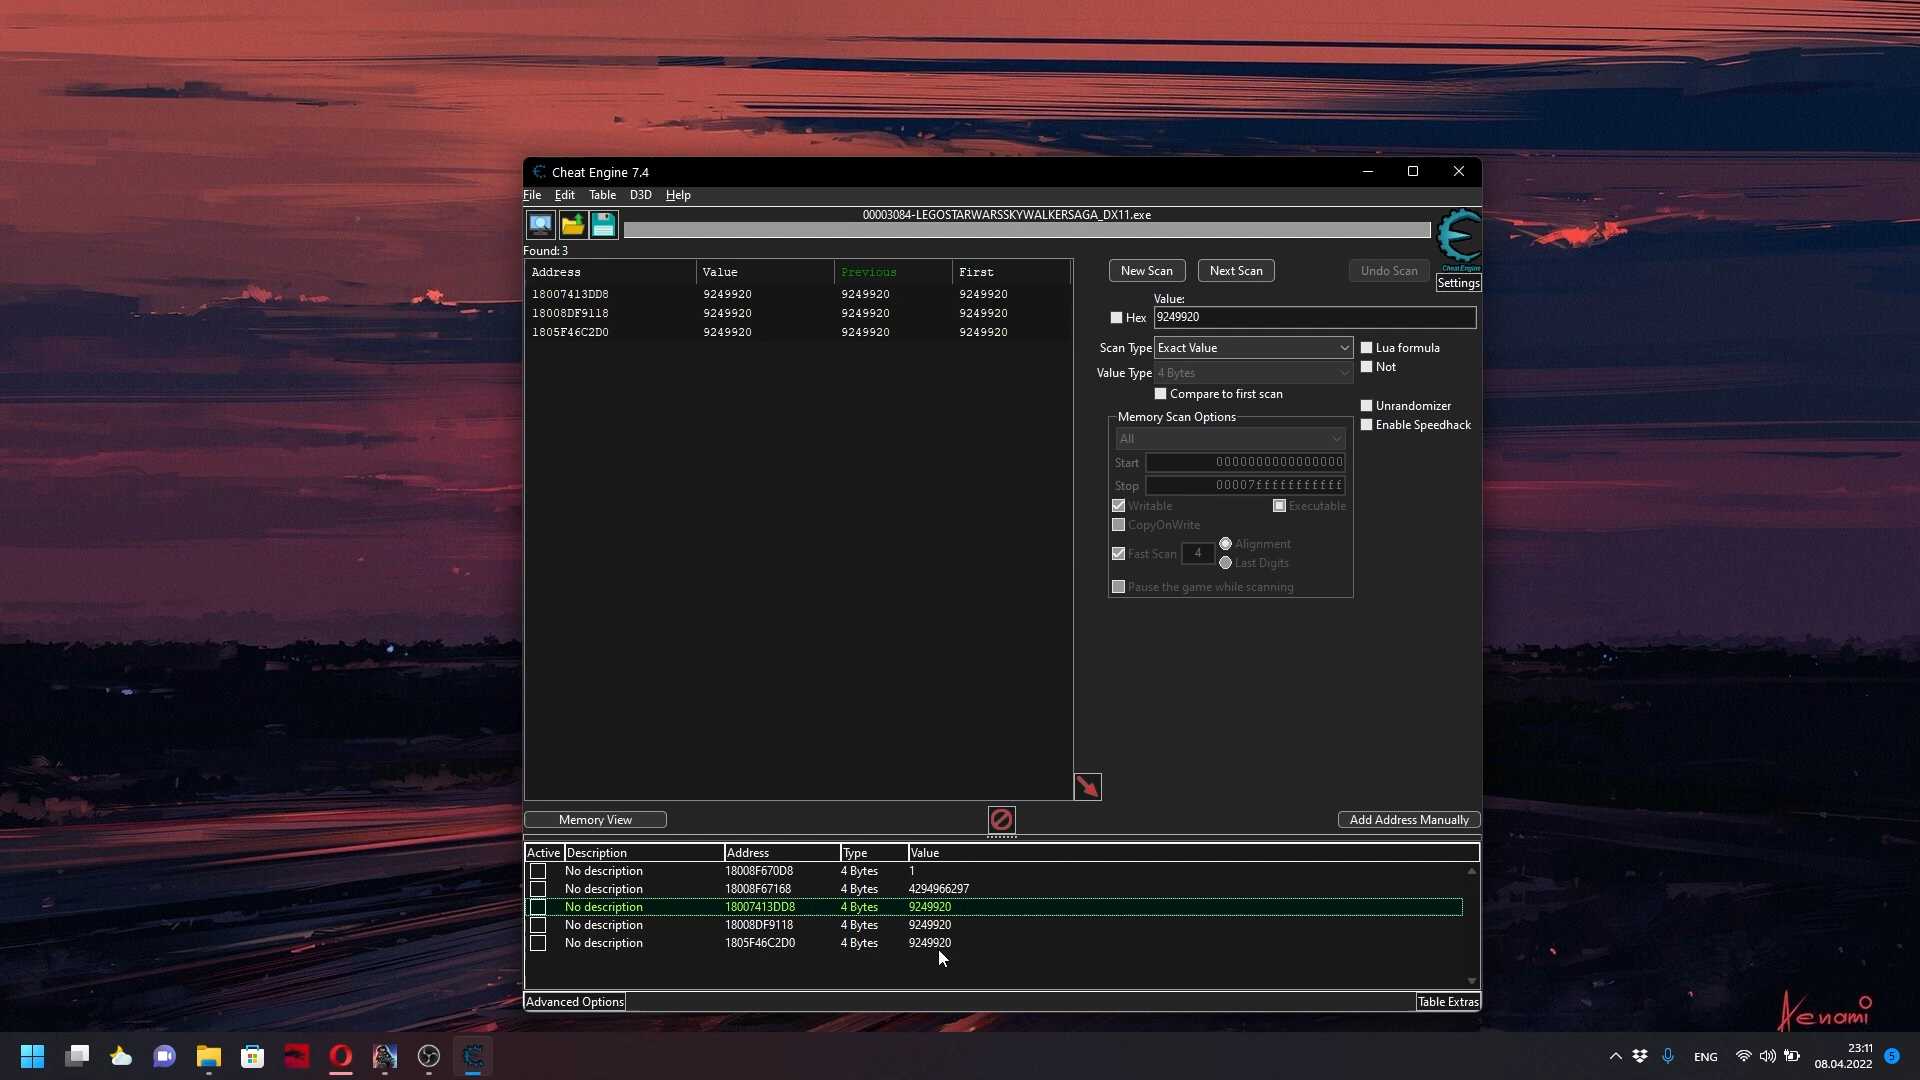 Cheat Engine 7.4
File Edit Table D3D Help
00003084-LEGOSTARWARSSKYWALKERSAGA_DX11.exe
Found: 3
Cheat Engine
Settings
Address Value Previous First
18007413DD8 9249920 9249920 9249920
18008DF9118 9249920 9249920 9249920
1805F46C2D0 9249920 9249920 9249920
New Scan Next Scan Undo Scan
Value:
Hex 9249920
Scan Type Exact Value Lua formula
Not
Value Type 4 Bytes
Compare to first scan
Unrandomizer
Enable Speedhack
Memory Scan Options
All
Start 0000000000000000
Stop 00007fffffffffff
Writable Executable
CopyOnWrite
Fast Scan 4 Alignment
Last Digits
Pause the game while scanning
Memory View Add Address Manually
Active Description Address Type Value
No description 18008F670D8 4 Bytes 1
No description 18008F67168 4 Bytes 4294966297
No description 18007413DD8 4 Bytes 9249920
No description 18008DF9118 4 Bytes 9249920
No description 1805F46C2D0 4 Bytes 9249920
Advanced Options Table Extras
Aenami
ENG 23:11
08.04.2022 5